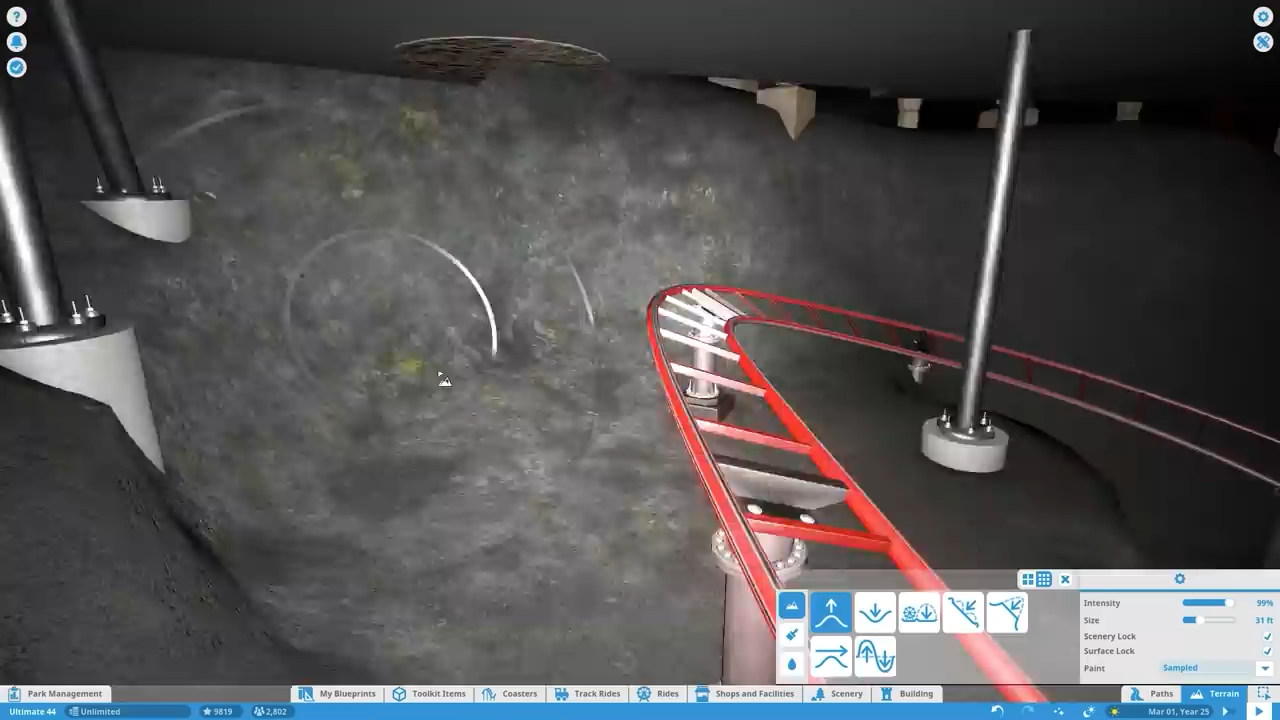 Intensity 99%
Size 31 ft
Scenery Lock
Surface Lock
Paint Sampled
Park Management My Blueprints Toolkit Items Coasters Track Rides Rides Shops and Facilities Scenery Building Paths Terrain
Ultimate 44 Unlimited 9819 2,802 Mar 01, Year 25